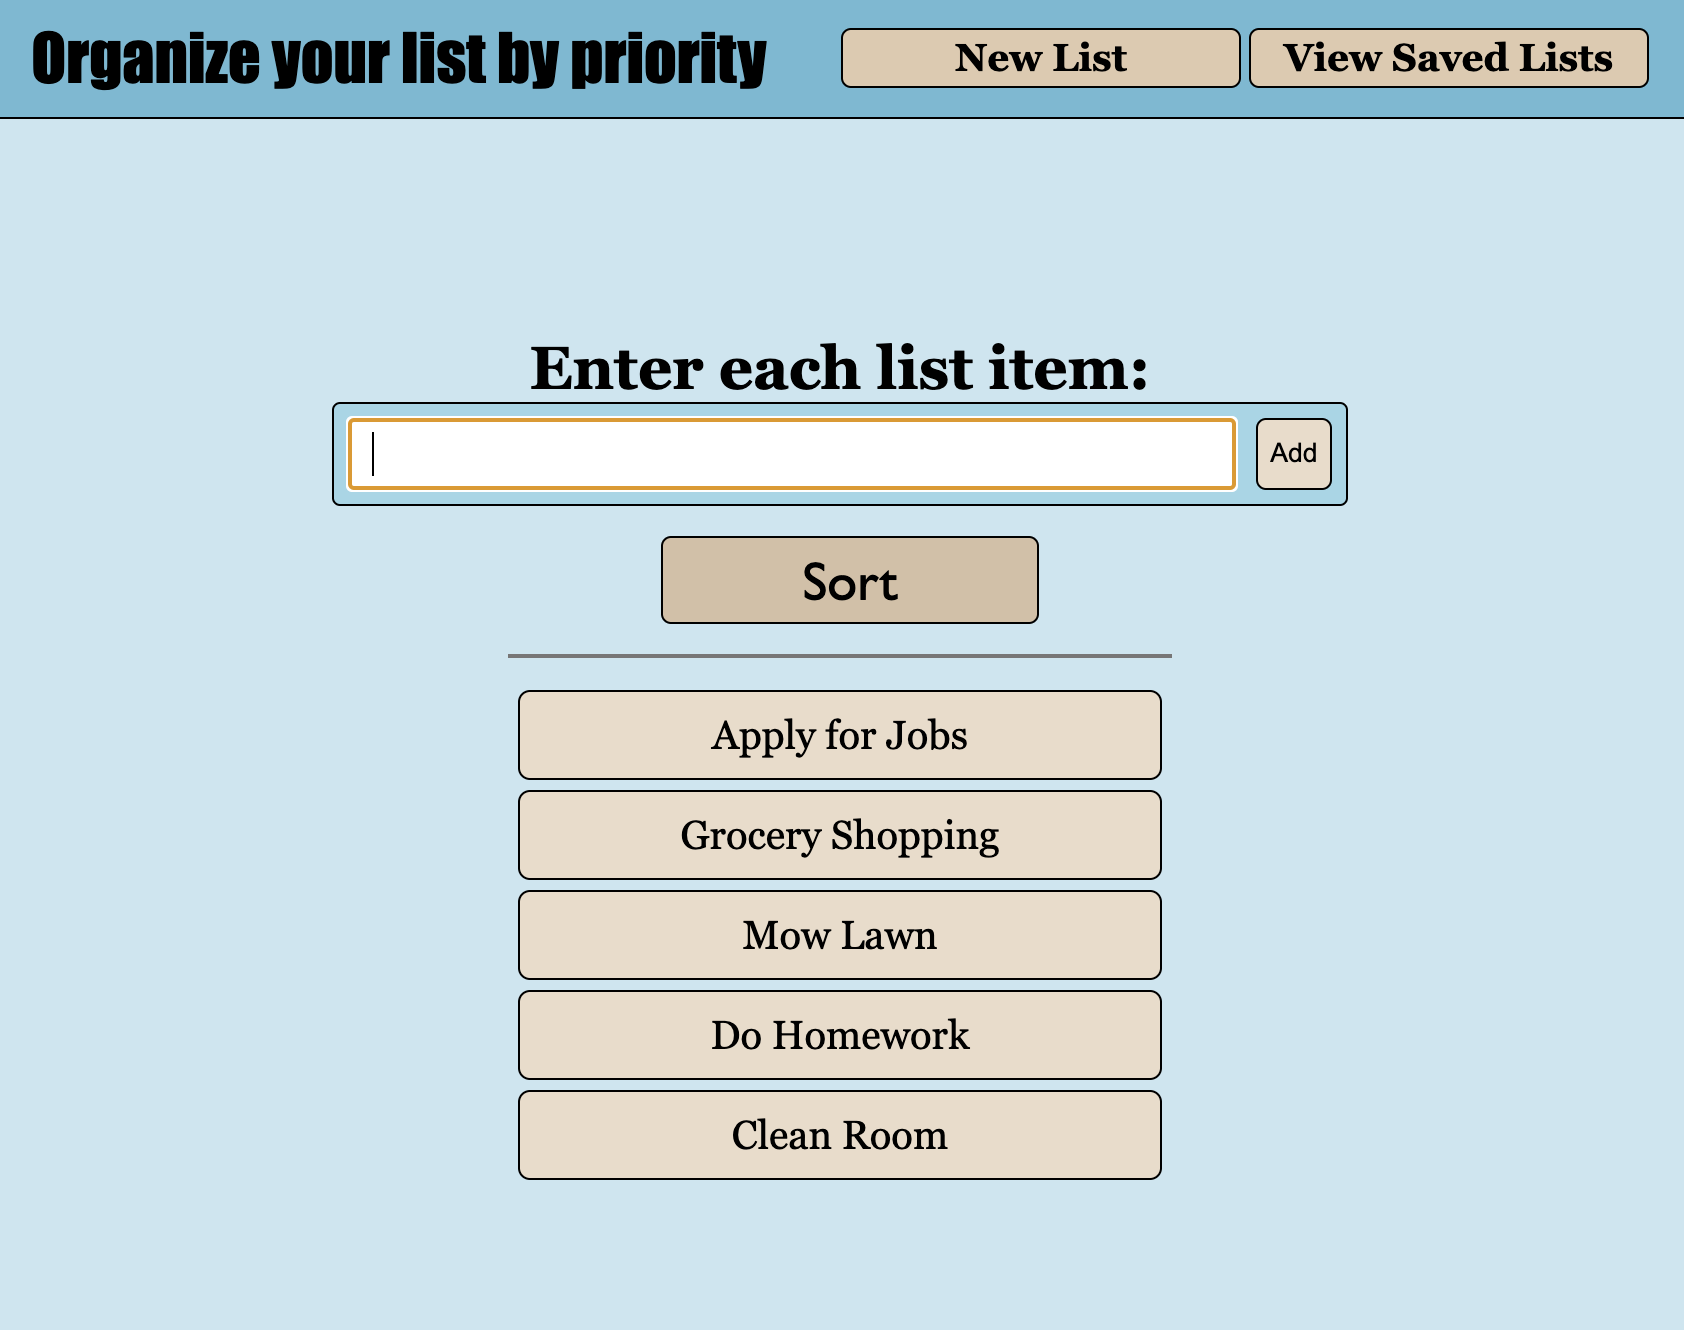 Organize your list by priority
New List
View Saved Lists
Enter each list item:
Add
Sort
Apply for Jobs
Grocery Shopping
Mow Lawn
Do Homework
Clean Room